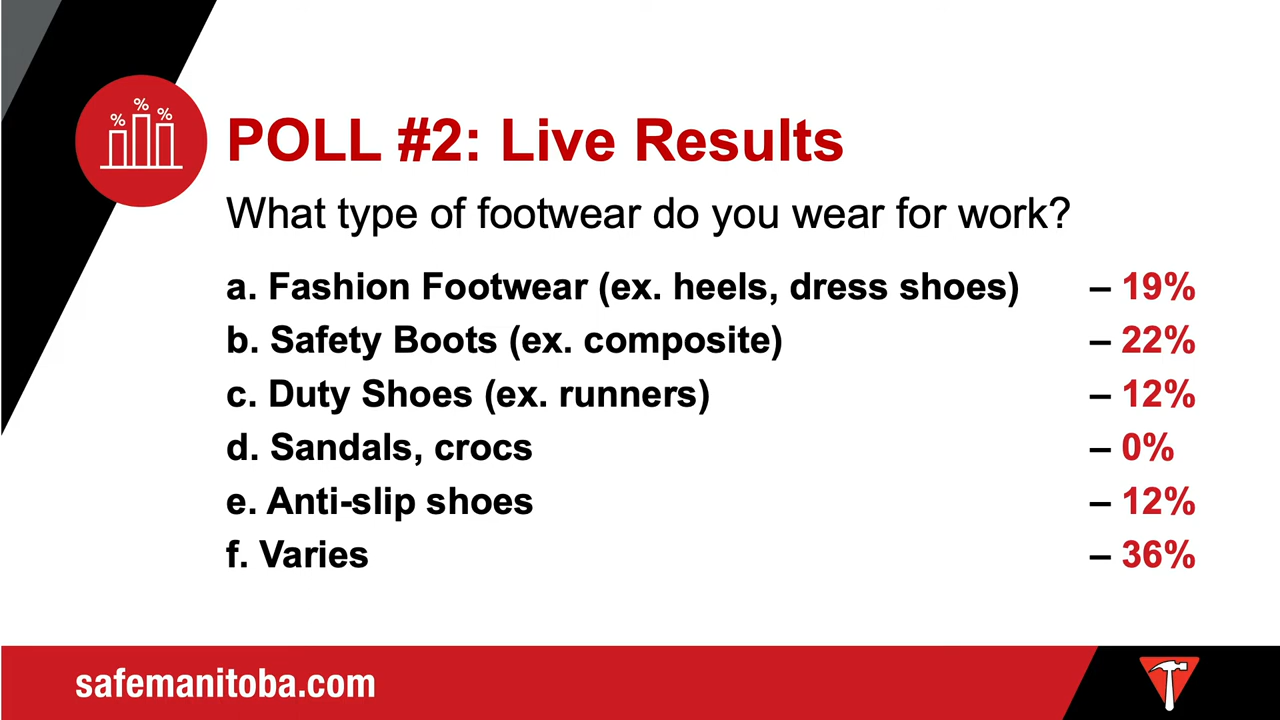 % % %
POLL #2: Live Results
What type of footwear do you wear for work?
a. Fashion Footwear (ex. heels, dress shoes) – 19%
b. Safety Boots (ex. composite) – 22%
c. Duty Shoes (ex. runners) – 12%
d. Sandals, crocs – 0%
e. Anti-slip shoes – 12%
f. Varies – 36%
safemanitoba.com